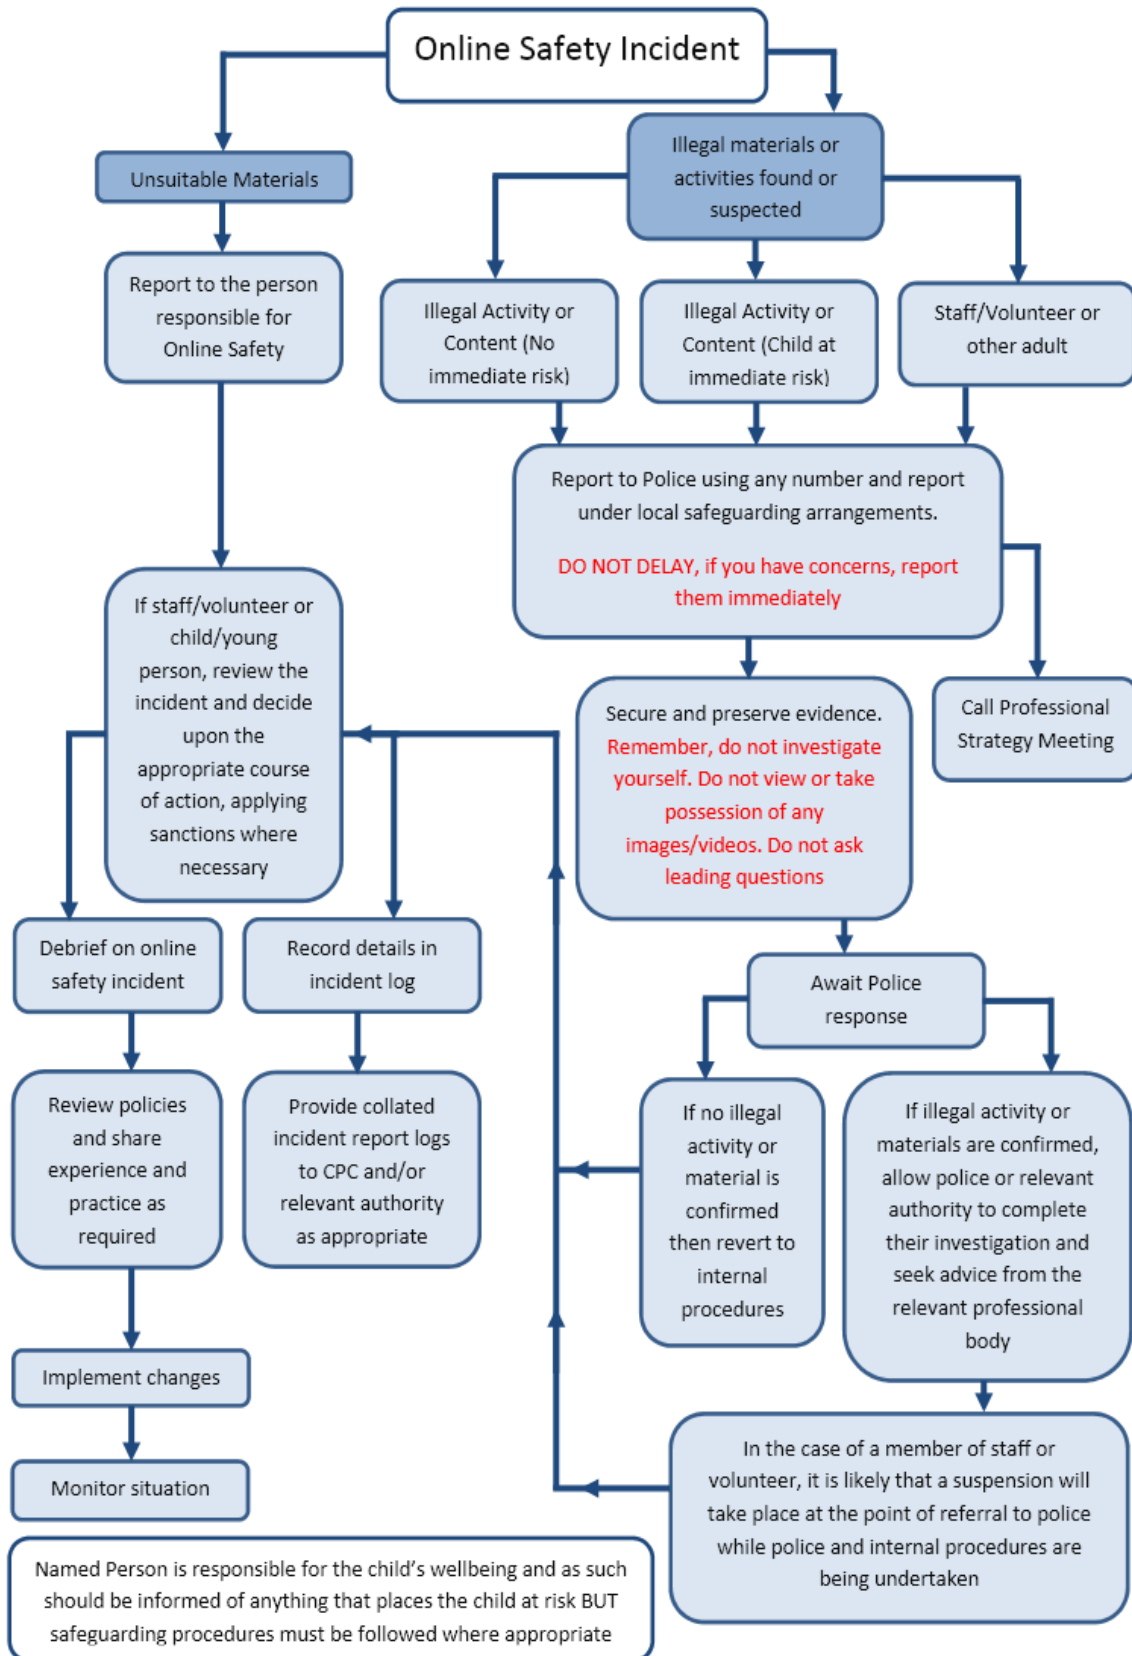 Online Safety Incident
Unsuitable Materials
Illegal materials or
activities found or
suspected
Report to the person
responsible for
Online Safety
Illegal Activity or
Content (No
immediate risk)
Illegal Activity or
Content (Child at
immediate risk)
Staff/Volunteer or
other adult
Report to Police using any number and report
under local safeguarding arrangements.
DO NOT DELAY, if you have concerns, report
them immediately
If staff/volunteer or
child/young
person, review the
incident and decide
upon the
appropriate course
of action, applying
sanctions where
necessary
Secure and preserve evidence.
Remember, do not investigate
yourself. Do not view or take
possession of any
images/videos. Do not ask
leading questions
Call Professional
Strategy Meeting
Debrief on online
safety incident
Record details in
incident log
Await Police
response
Review policies
and share
experience and
practice as
required
Provide collated
incident report logs
to CPC and/or
relevant authority
as appropriate
If no illegal
activity or
material is
confirmed
then revert to
internal
procedures
If illegal activity or
materials are confirmed,
allow police or relevant
authority to complete
their investigation and
seek advice from the
relevant professional
body
Implement changes
Monitor situation
In the case of a member of staff or
volunteer, it is likely that a suspension will
take place at the point of referral to police
while police and internal procedures are
being undertaken
Named Person is responsible for the child's wellbeing and as such
should be informed of anything that places the child at risk BUT
safeguarding procedures must be followed where appropriate